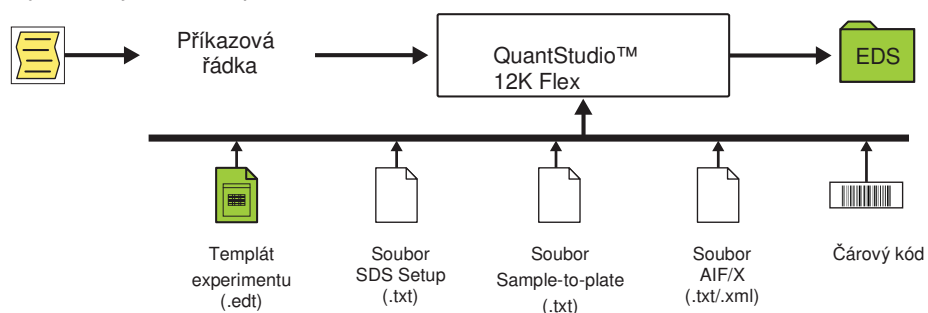 Příkazová
řádka
QuantStudio™
12K Flex
EDS
Templát
experimentu
(.edt)
Soubor
SDS Setup
(.txt)
Soubor
Sample-to-plate
(.txt)
Soubor
AIF/X
(.txt/.xml)
Čárový kód